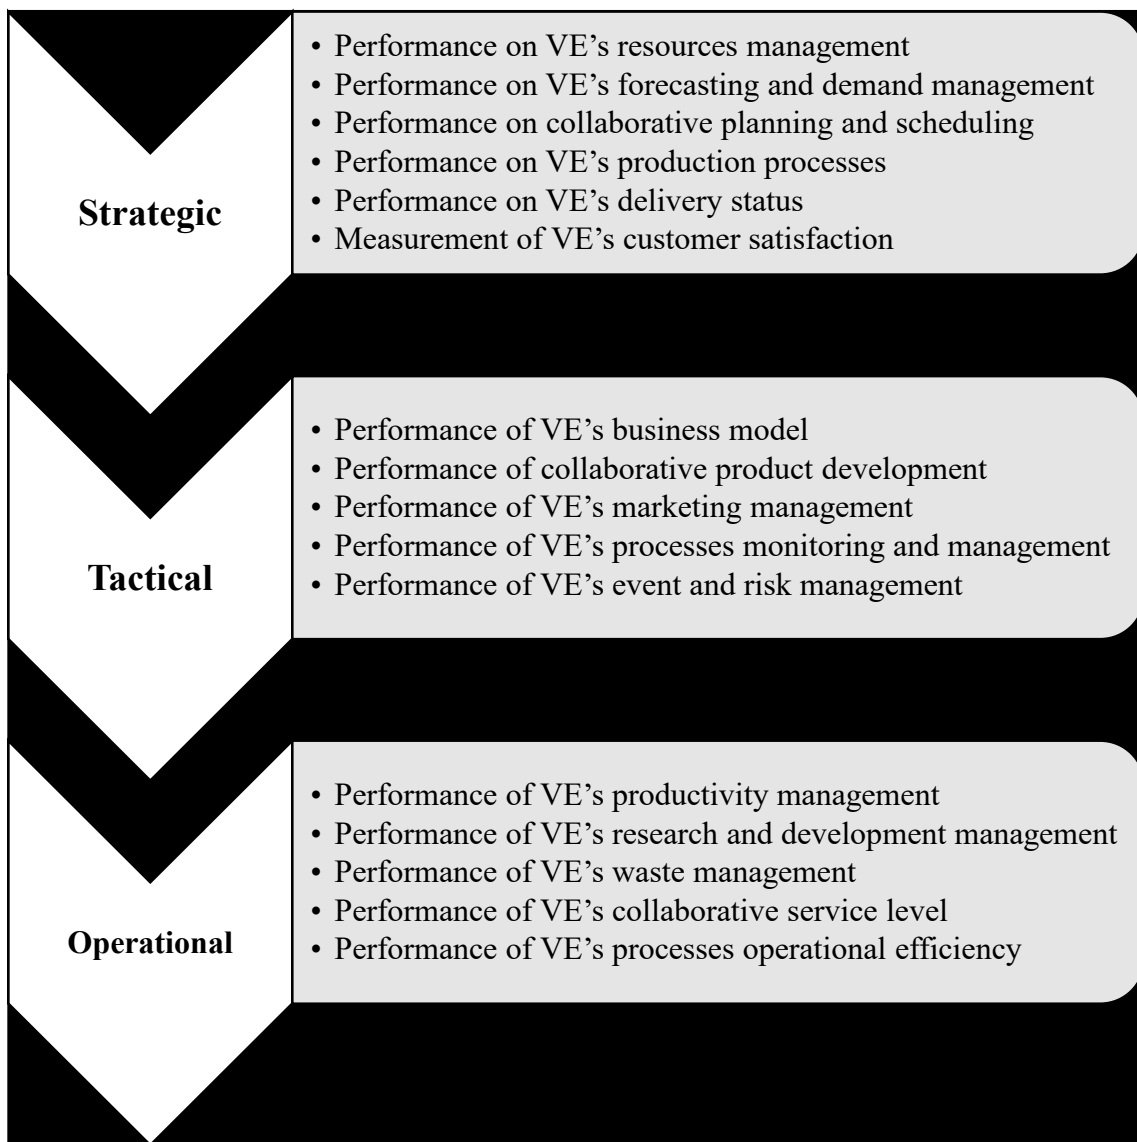 Strategic
• Performance on VE’s resources management
• Performance on VE’s forecasting and demand management
• Performance on collaborative planning and scheduling
• Performance on VE’s production processes
• Performance on VE’s delivery status
• Measurement of VE’s customer satisfaction
Tactical
• Performance of VE’s business model
• Performance of collaborative product development
• Performance of VE’s marketing management
• Performance of VE’s processes monitoring and management
• Performance of VE’s event and risk management
Operational
• Performance of VE’s productivity management
• Performance of VE’s research and development management
• Performance of VE’s waste management
• Performance of VE’s collaborative service level
• Performance of VE’s processes operational efficiency